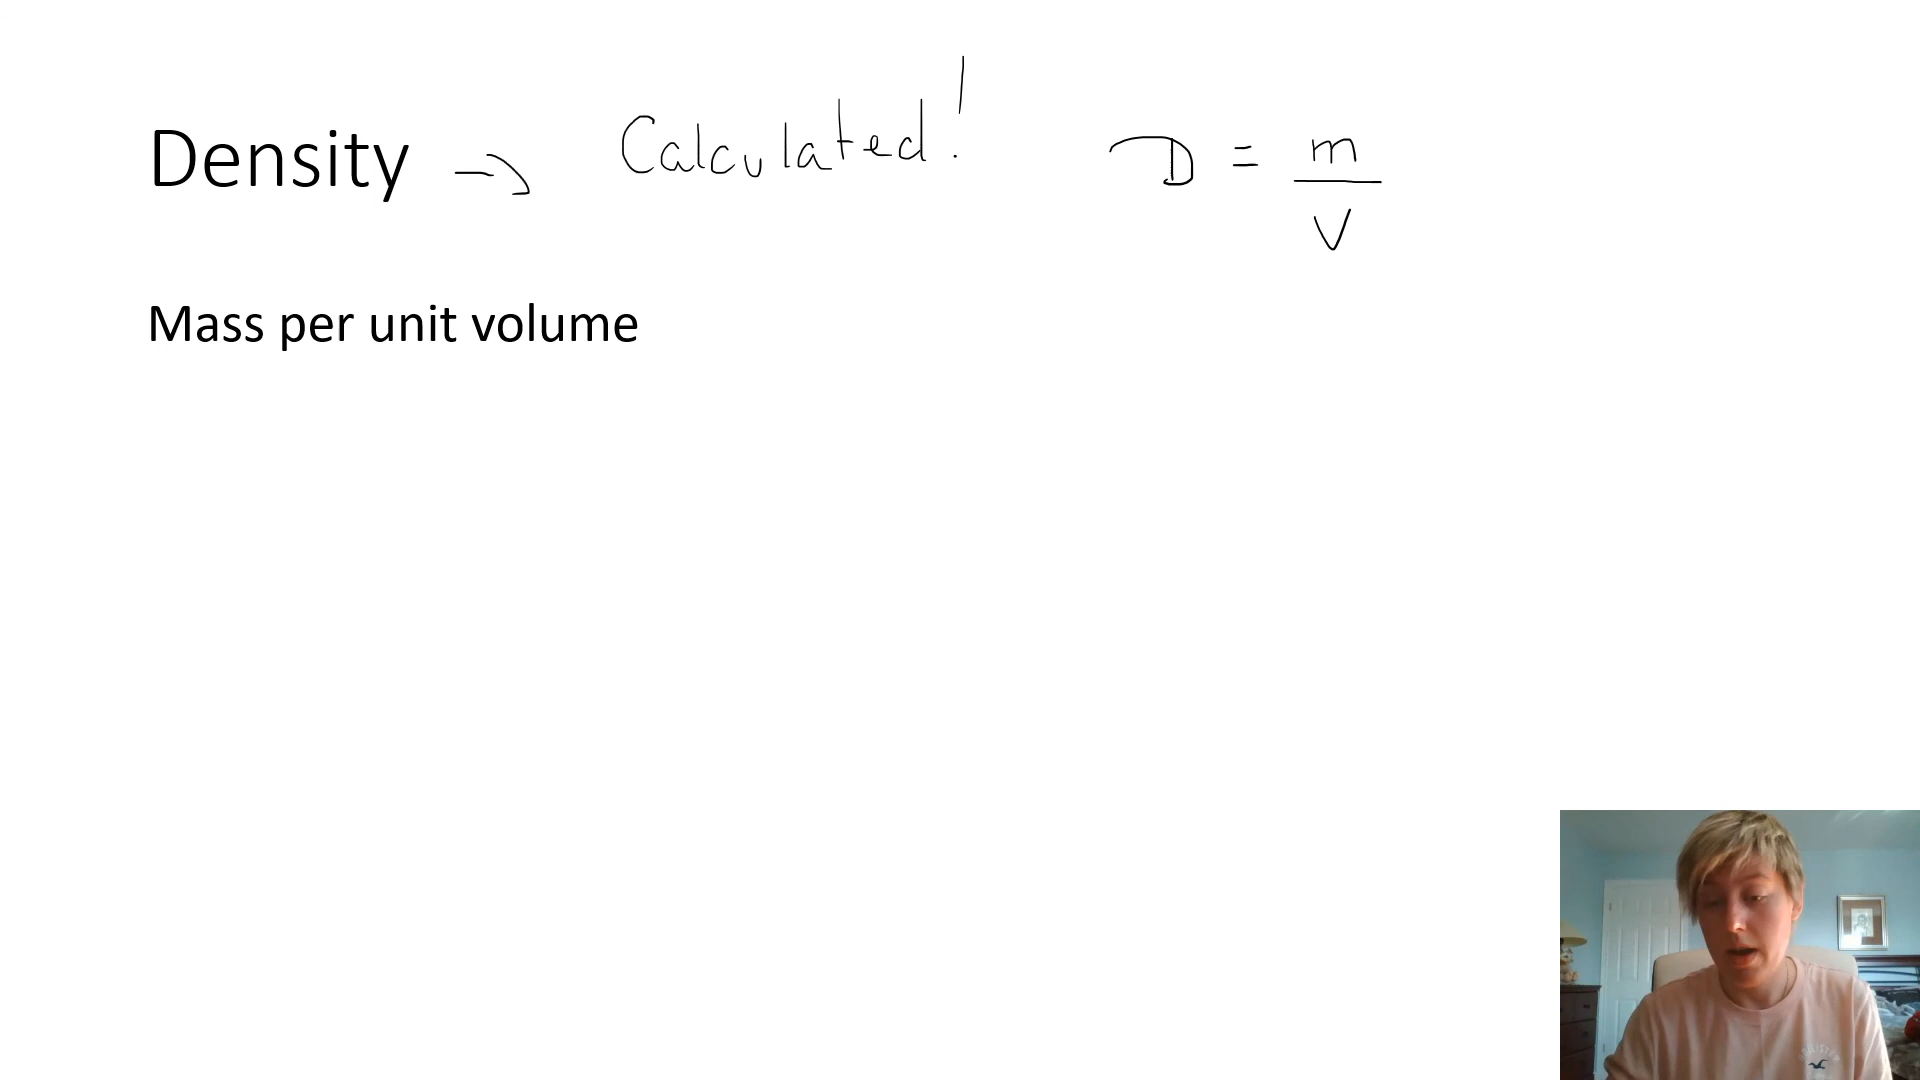 Density → Calculated! D = m
V
Mass per unit volume